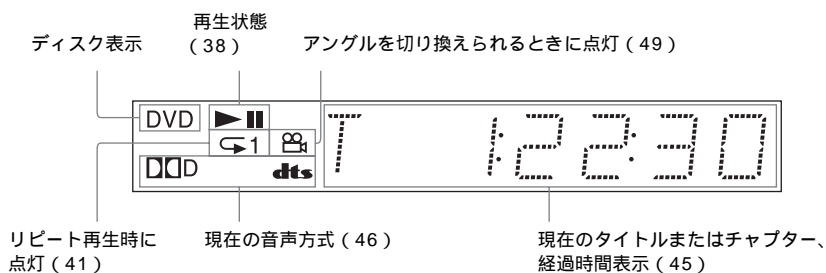 再生状態
ディスク表示
(38)
アングルを切り換えられるときに点灯(49)
DVD
1
D
dts
T 1:22:30
リピート再生時に
点灯(41)
現在の音声方式(46)
現在のタイトルまたはチャプター、
経過時間表示(45)